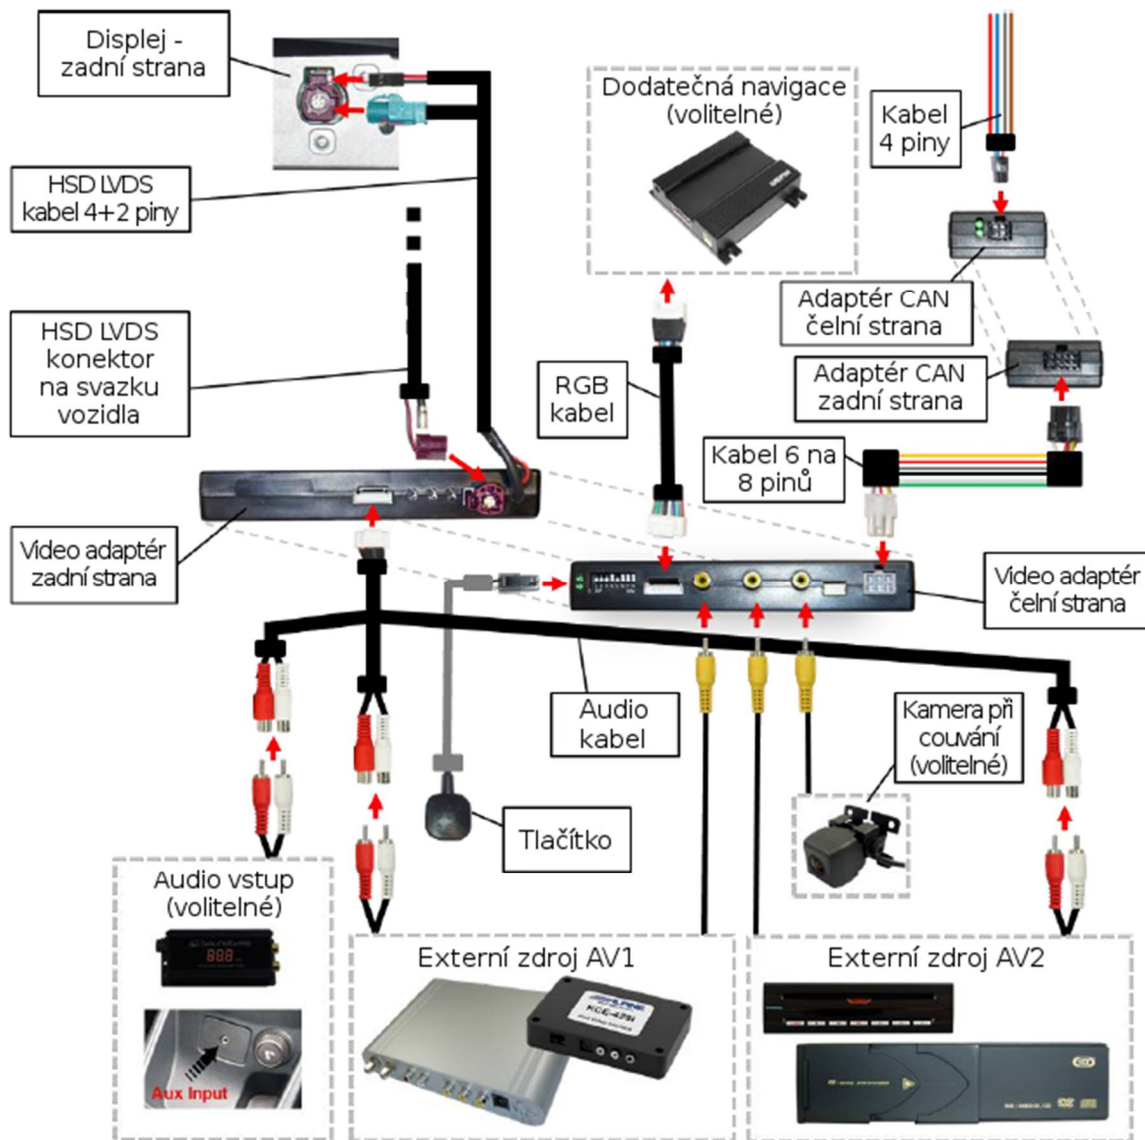 Displej -
zadní strana
HSD LVDS
kabel 4+2 piny
HSD LVDS
konektor
na svazku
vozidla
Dodatečná navigace
(volitelné)
Kabel
4 piny
Adaptér CAN
čelní strana
Adaptér CAN
zadní strana
RGB
kabel
Kabel 6 na
8 pinů
Video adaptér
zadní strana
Video adaptér
čelní strana
Audio
kabel
Kamera při
couvání
(volitelné)
Tlačítko
Audio vstup
(volitelné)
Aux Input
Externí zdroj AV1
ALPINE
Externí zdroj AV2